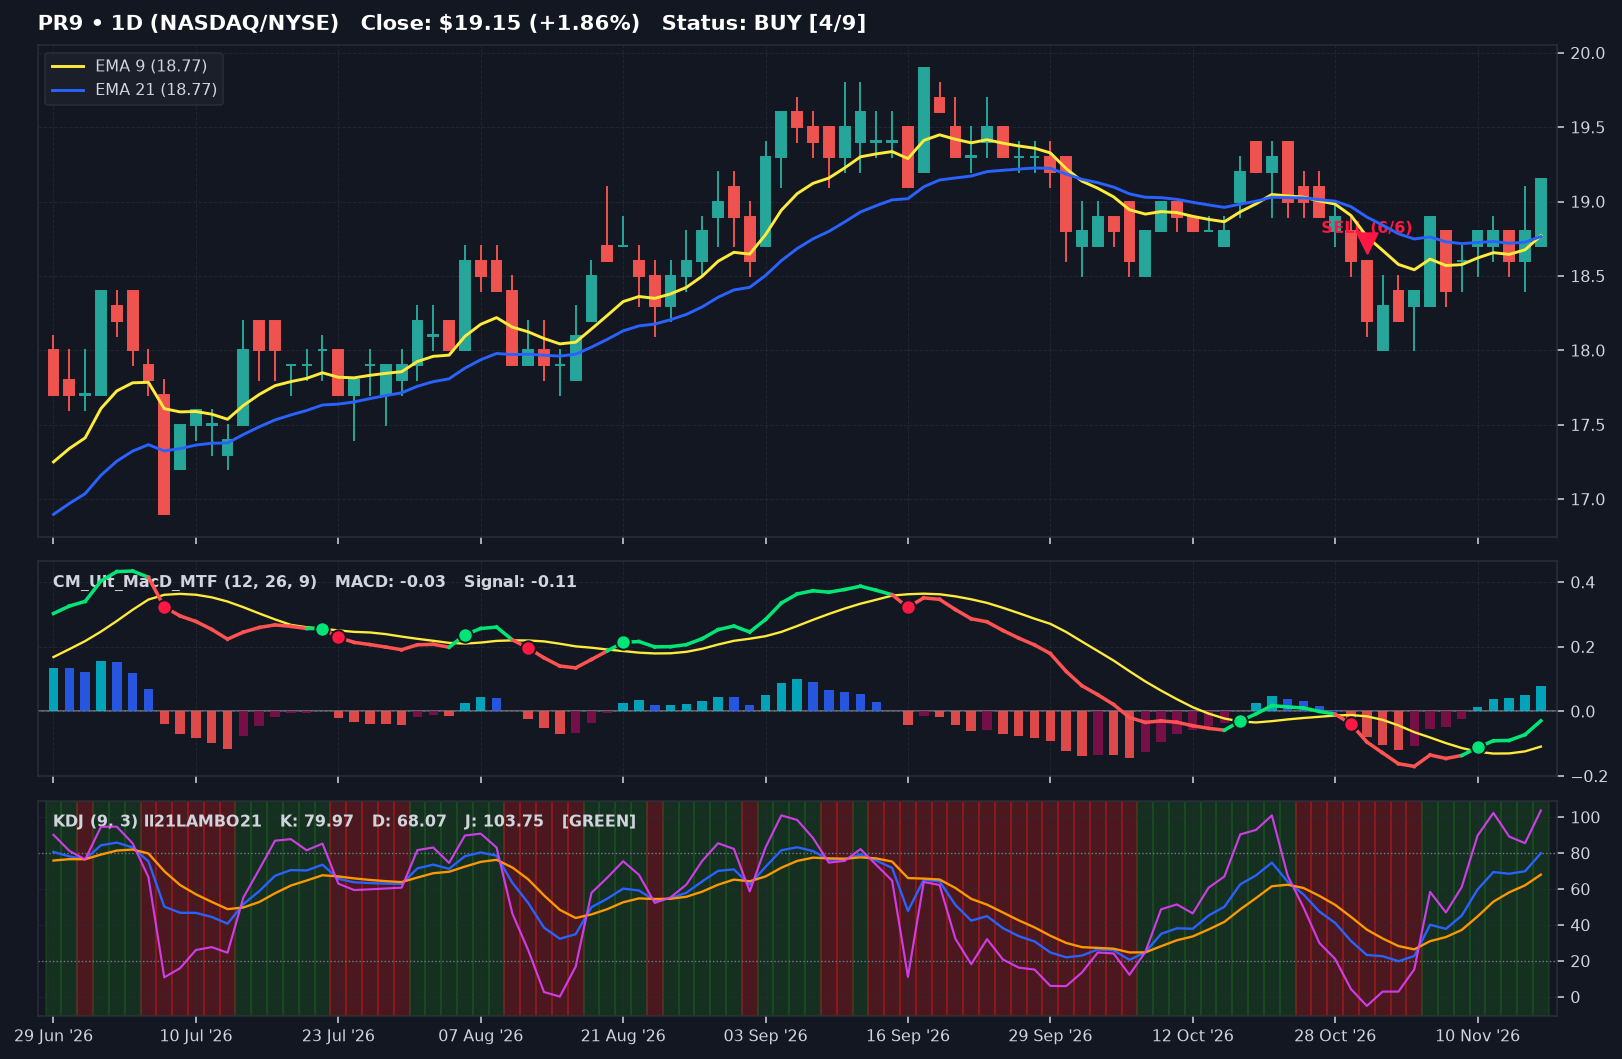 PR9 • 1D (NASDAQ/NYSE)   Close: $19.15 (+1.86%)   Status: BUY [4/9]
EMA 9 (18.77)
EMA 21 (18.77)
20.0
19.5
19.0
18.5
18.0
17.5
17.0
SELL (6/6)
CM_Ult_MacD_MTF (12, 26, 9)   MACD: -0.03   Signal: -0.11
0.4
0.2
0.0
−0.2
KDJ (9, 3) II21LAMBO21   K: 79.97   D: 68.07   J: 103.75   [GREEN]
100
80
60
40
20
0
29 Jun '26   10 Jul '26   23 Jul '26   07 Aug '26   21 Aug '26   03 Sep '26   16 Sep '26   29 Sep '26   12 Oct '26   28 Oct '26   10 Nov '26